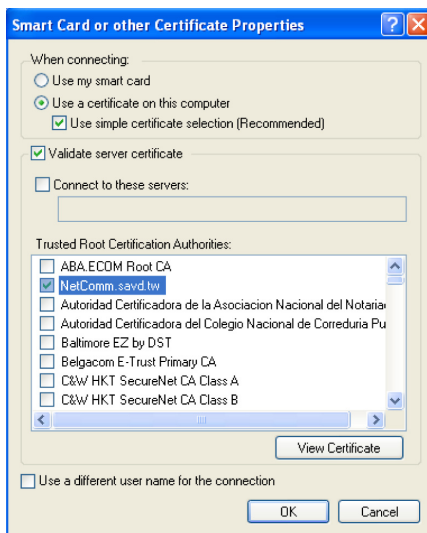 Smart Card or other Certificate Properties
When connecting:
Use my smart card
Use a certificate on this computer
Use simple certificate selection (Recommended)
Validate server certificate
Connect to these servers:
Trusted Root Certification Authorities:
ABA.ECOM Root CA
NetComm.savd.tw
Autoridad Certificadora de la Asociacion Nacional del Notaria
Autoridad Certificadora del Colegio Nacional de Correduria Pu
Baltimore EZ by DST
Belgacom E-Trust Primary CA
C&W HKT SecureNet CA Class A
C&W HKT SecureNet CA Class B
View Certificate
Use a different user name for the connection
OK Cancel